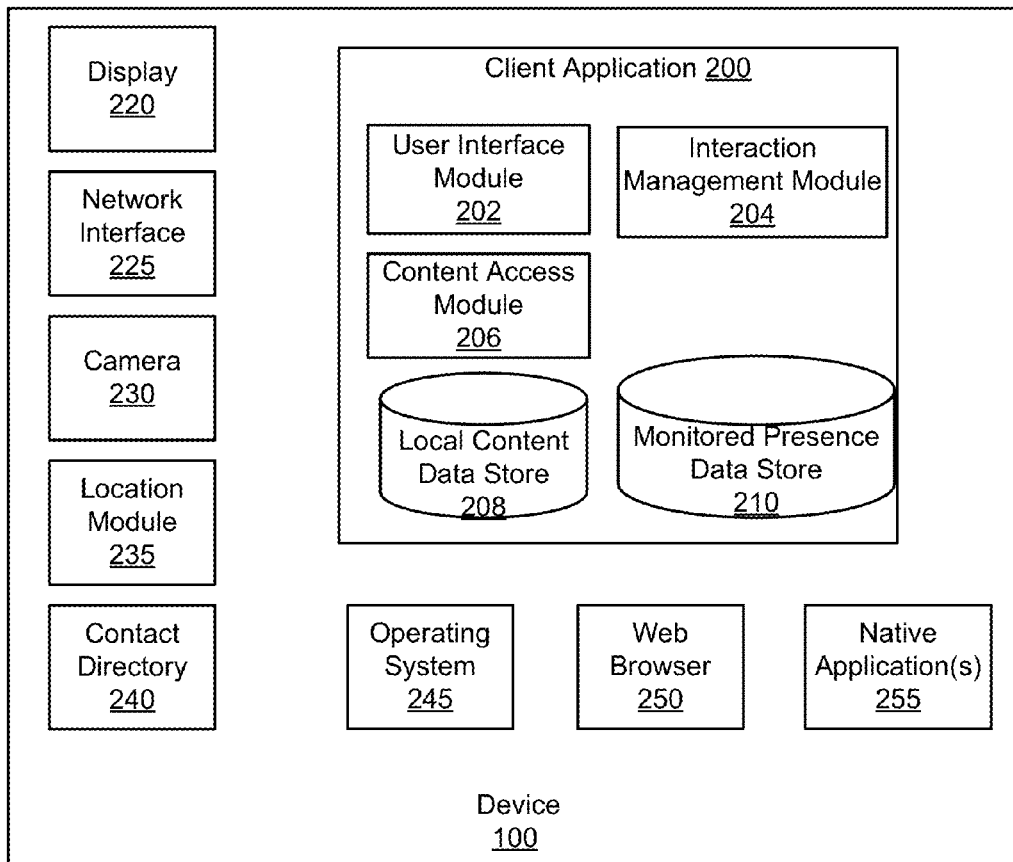 Display
220
Network
Interface
225
Camera
230
Location
Module
235
Contact
Directory
240
Client Application 200
User Interface
Module
202
Interaction
Management Module
204
Content Access
Module
206
Local Content
Data Store
208
Monitored Presence
Data Store
210
Operating
System
245
Web
Browser
250
Native
Application(s)
255
Device
100